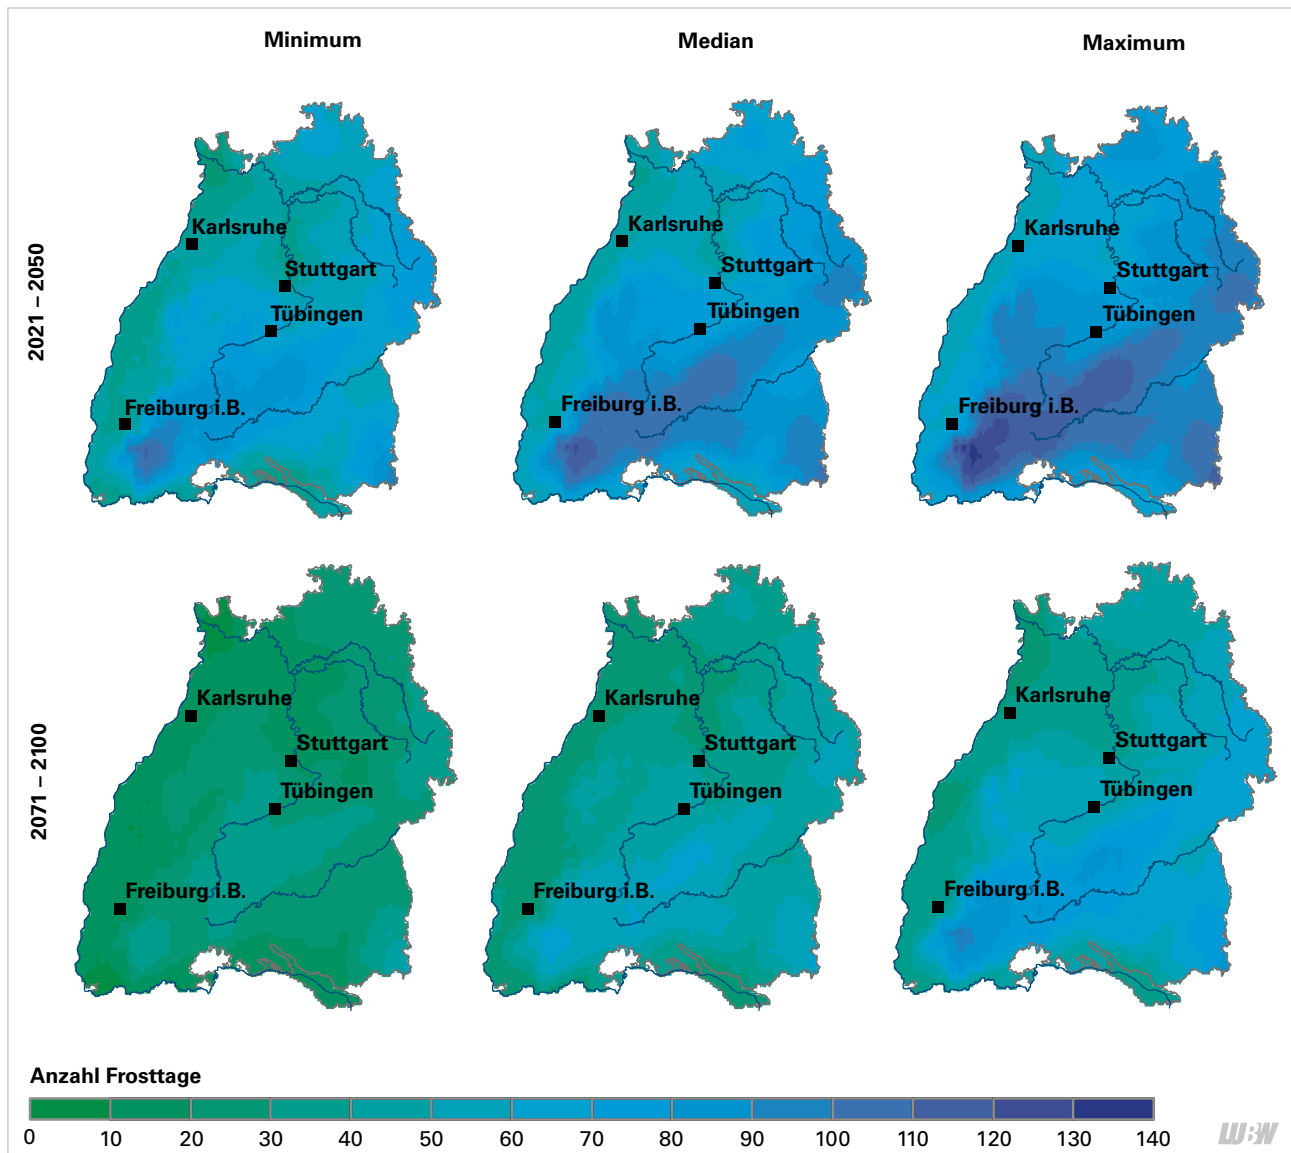 Minimum
Median
Maximum
2021 – 2050
Karlsruhe
Stuttgart
Tübingen
Freiburg i.B.
Karlsruhe
Stuttgart
Tübingen
Freiburg i.B.
Karlsruhe
Stuttgart
Tübingen
Freiburg i.B.
2071 – 2100
Karlsruhe
Stuttgart
Tübingen
Freiburg i.B.
Karlsruhe
Stuttgart
Tübingen
Freiburg i.B.
Karlsruhe
Stuttgart
Tübingen
Freiburg i.B.
Anzahl Frosttage
0 10 20 30 40 50 60 70 80 90 100 110 120 130 140
LUBW